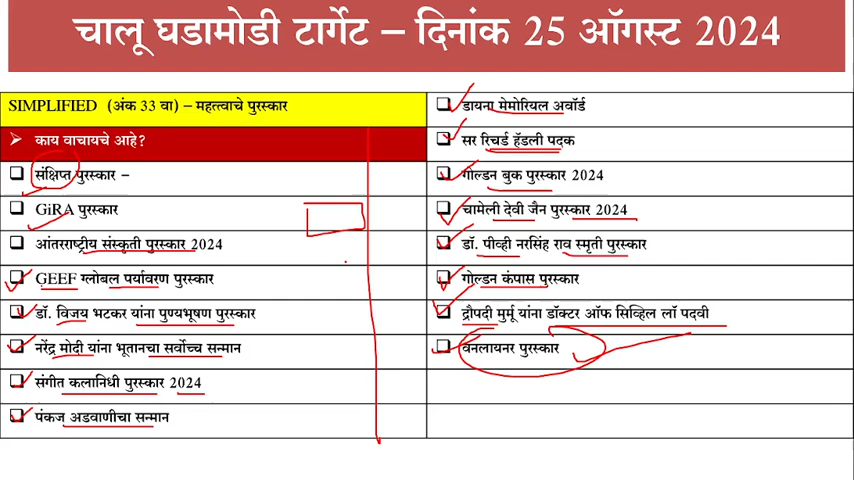 चालू घडामोडी टार्गेट – दिनांक 25 ऑगस्ट 2024
SIMPLIFIED (अंक 33 वा) – महत्त्वाचे पुरस्कार
काय वाचायचे आहे?
संक्षिप्त पुरस्कार –
GiRA पुरस्कार
आंतरराष्ट्रीय संस्कृती पुरस्कार 2024
GEEF ग्लोबल पर्यावरण पुरस्कार
डॉ. विजय भटकर यांना पुण्यभूषण पुरस्कार
नरेंद्र मोदी यांना भूतानचा सर्वोच्च सन्मान
संगीत कलानिधी पुरस्कार 2024
पंकज अडवाणीचा सन्मान
डायना मेमोरियल अवॉर्ड
सर रिचर्ड हॅडली पदक
गोल्डन बुक पुरस्कार 2024
चामेली देवी जैन पुरस्कार 2024
डॉ. पीव्ही नरसिंह राव स्मृती पुरस्कार
गोल्डन कंपास पुरस्कार
द्रौपदी मुर्मू यांना डॉक्टर ऑफ सिव्हिल लॉ पदवी
वनलायनर पुरस्कार